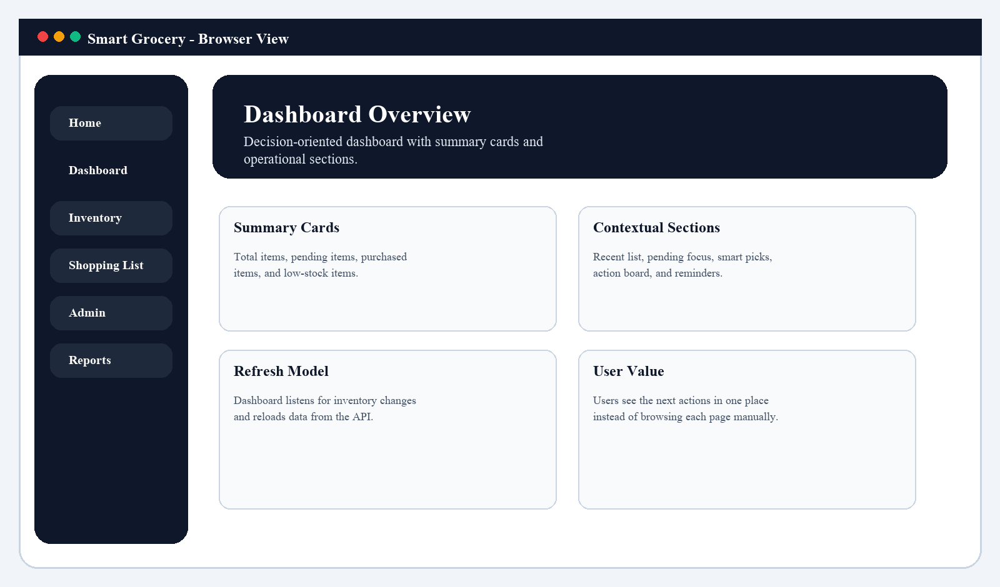 Smart Grocery - Browser View
Home
Dashboard
Inventory
Shopping List
Admin
Reports
Dashboard Overview
Decision-oriented dashboard with summary cards and
operational sections.
Summary Cards
Total items, pending items, purchased
items, and low-stock items.
Contextual Sections
Recent list, pending focus, smart picks,
action board, and reminders.
Refresh Model
Dashboard listens for inventory changes
and reloads data from the API.
User Value
Users see the next actions in one place
instead of browsing each page manually.